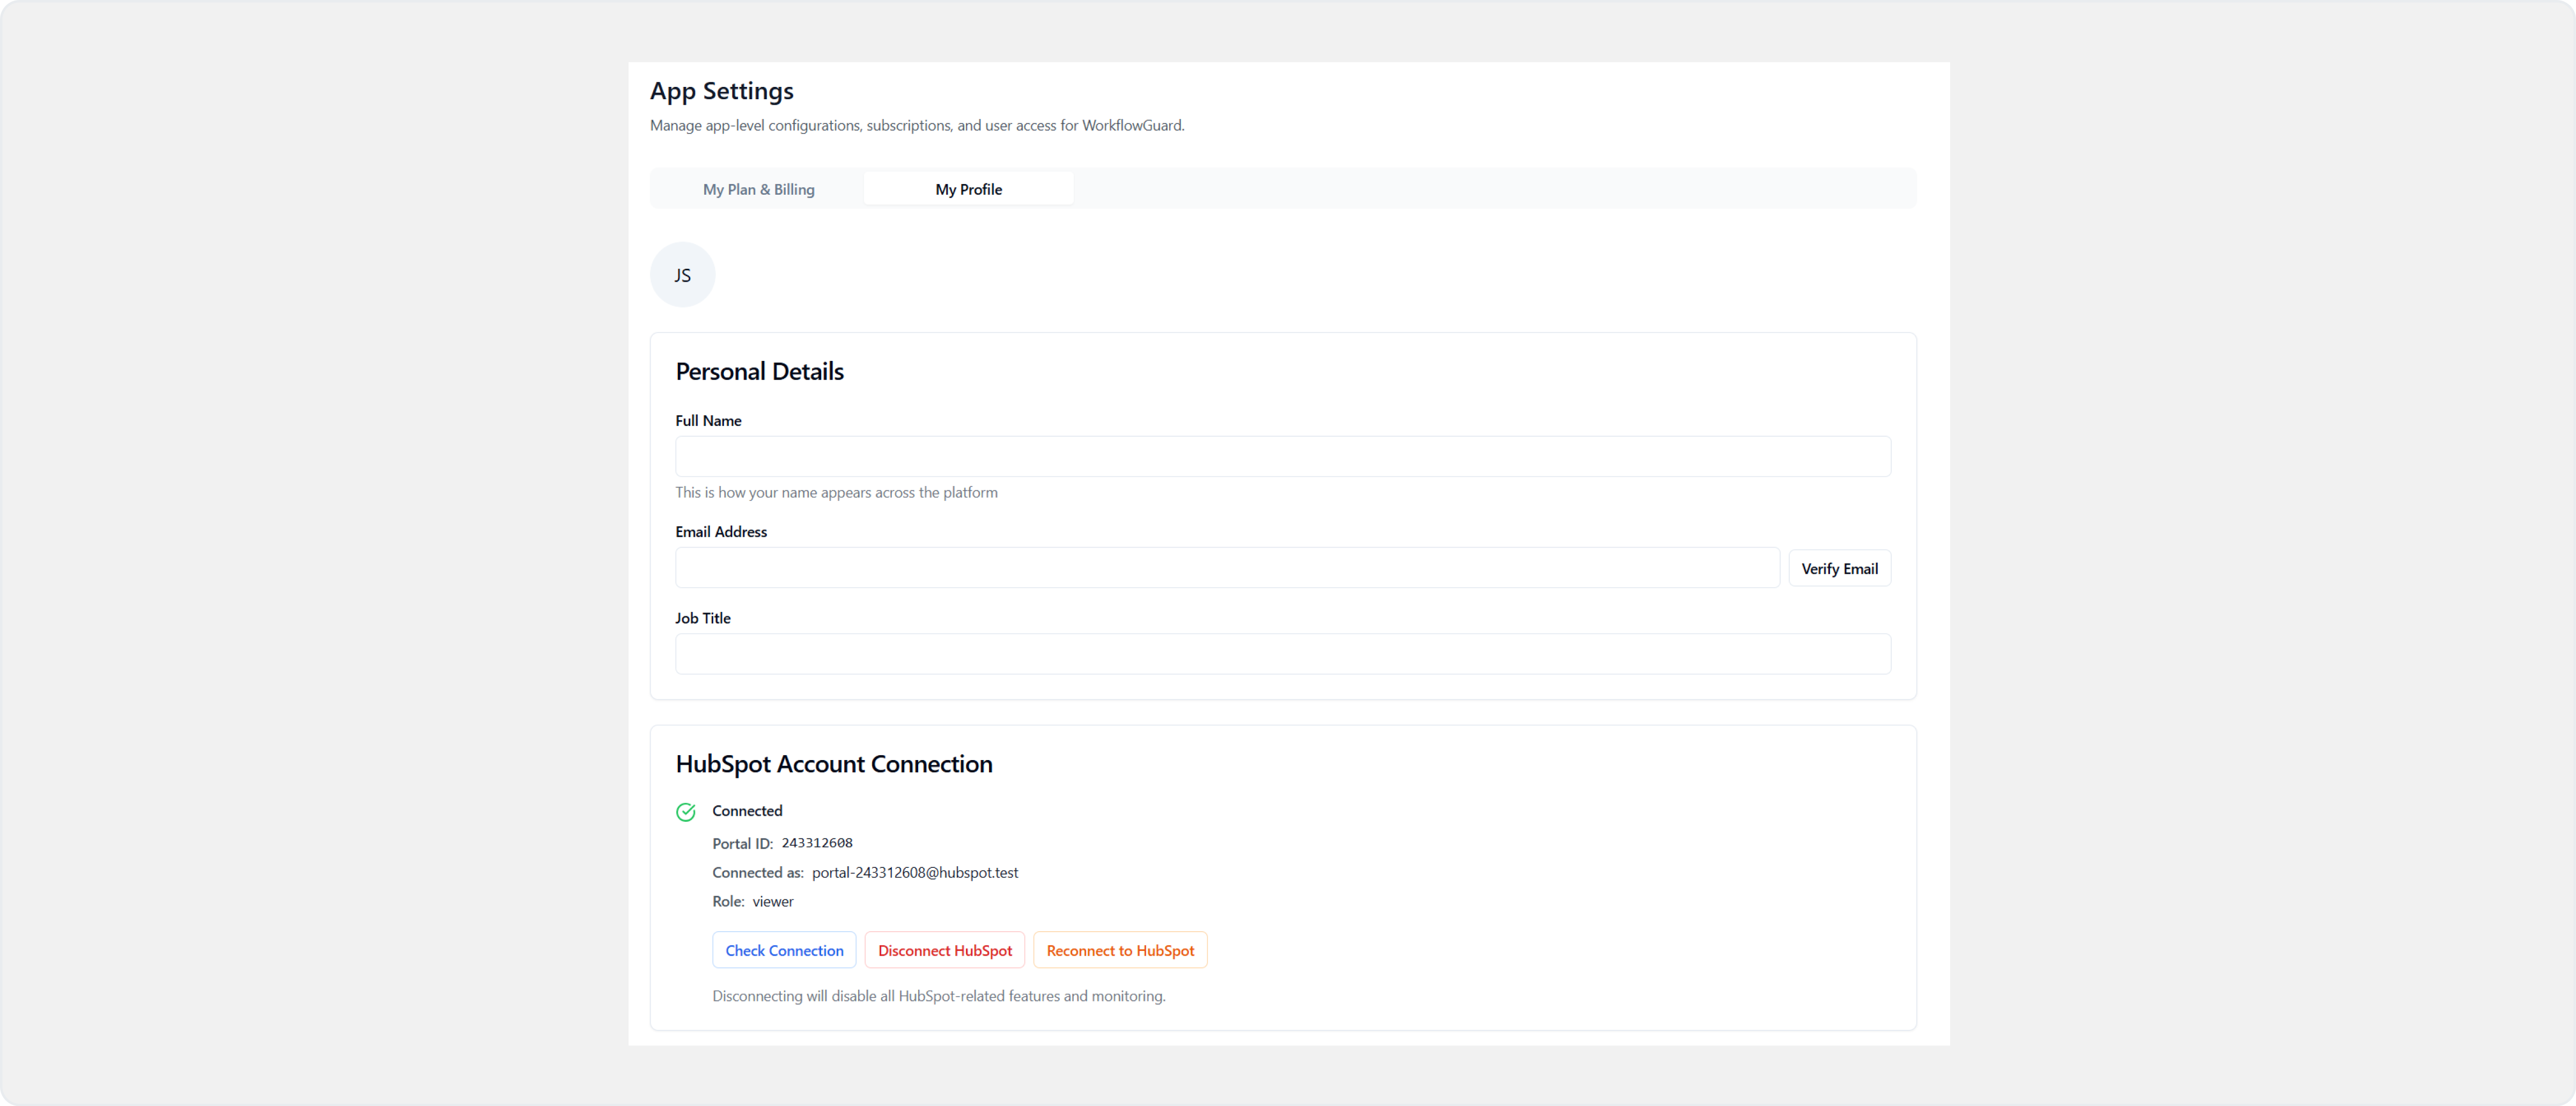 App Settings
Manage app-level configurations, subscriptions, and user access for WorkflowGuard.
My Plan & Billing
My Profile
JS
Personal Details
Full Name
This is how your name appears across the platform
Email Address
Verify Email
Job Title
HubSpot Account Connection
Connected
Portal ID: 243312608
Connected as: portal-243312608@hubspot.test
Role: viewer
Check Connection
Disconnect HubSpot
Reconnect to HubSpot
Disconnecting will disable all HubSpot-related features and monitoring.